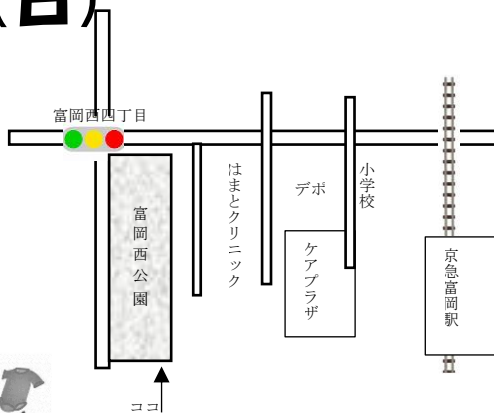 富岡西四丁目
富岡西公園
はまとクリニック
デポ
小学校
ケアプラザ
京急富岡駅
ココ